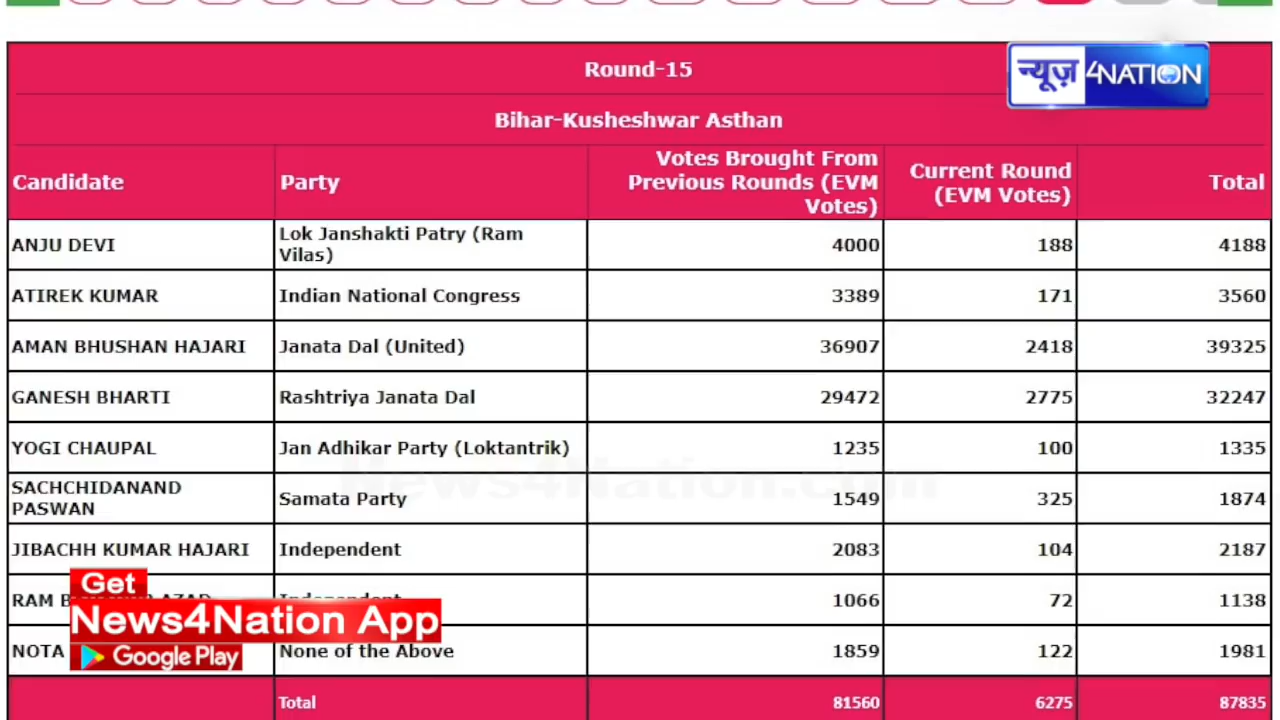 Round-15
न्यूज़ 4NATION
Bihar-Kusheshwar Asthan
Candidate Party Votes Brought From Previous Rounds (EVM Votes) Current Round (EVM Votes) Total
ANJU DEVI Lok Janshakti Patry (Ram Vilas) 4000 188 4188
ATIREK KUMAR Indian National Congress 3389 171 3560
AMAN BHUSHAN HAJARI Janata Dal (United) 36907 2418 39325
GANESH BHARTI Rashtriya Janata Dal 29472 2775 32247
YOGI CHAUPAL Jan Adhikar Party (Loktantrik) 1235 100 1335
News4Nation.com
SACHCHIDANAND PASWAN Samata Party 1549 325 1874
JIBACHH KUMAR HAJARI Independent 2083 104 2187
RAM AZAD Independent 1066 72 1138
NOTA None of the Above 1859 122 1981
Total 81560 6275 87835
Get
News4Nation App
Google Play